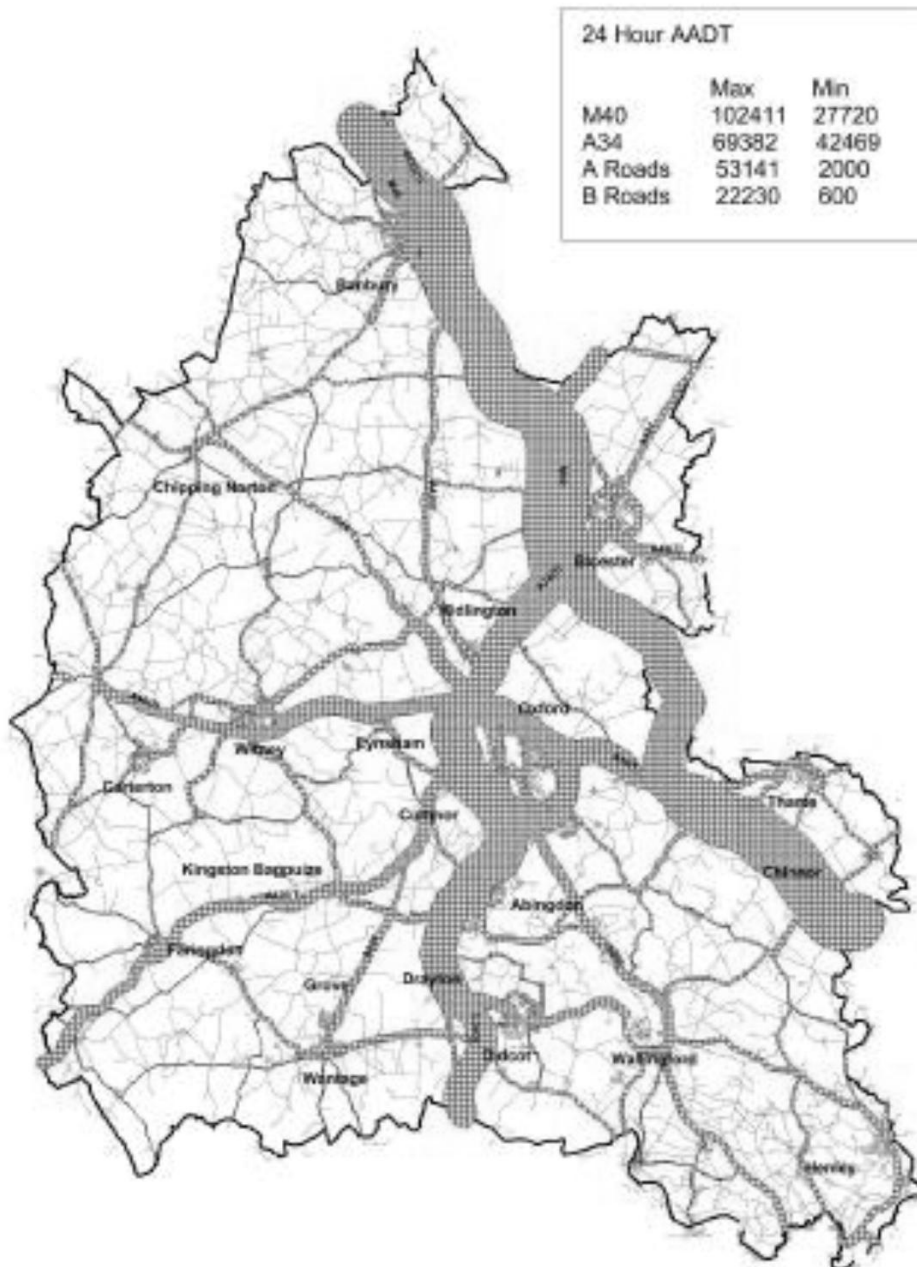 24 Hour AADT
Max Min
M40 102411 27720
A34 69382 42469
A Roads 53141 2000
B Roads 22230 600
Banbury
Chipping Norton
Bicester
Kidlington
Oxford
Witney
Eynsham
Carterton
Cumnor
Thame
Kingston Bagpuize
Chinnor
Abingdon
Faringdon
Grove
Drayton
Didcot
Wallingford
Wantage
Henley